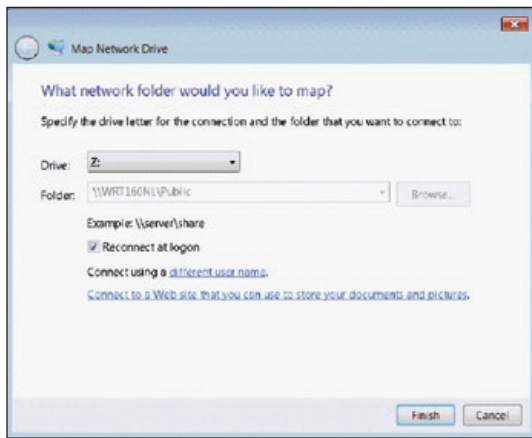 Map Network Drive
What network folder would you like to map?
Specify the drive letter for the connection and the folder that you want to connect to:
Drive: Z:
Folder: \\WRT160NL\Public Browse...
Example: \\server\share
Reconnect at logon
Connect using a different user name.
Connect to a Web site that you can use to store your documents and pictures.
Finish Cancel